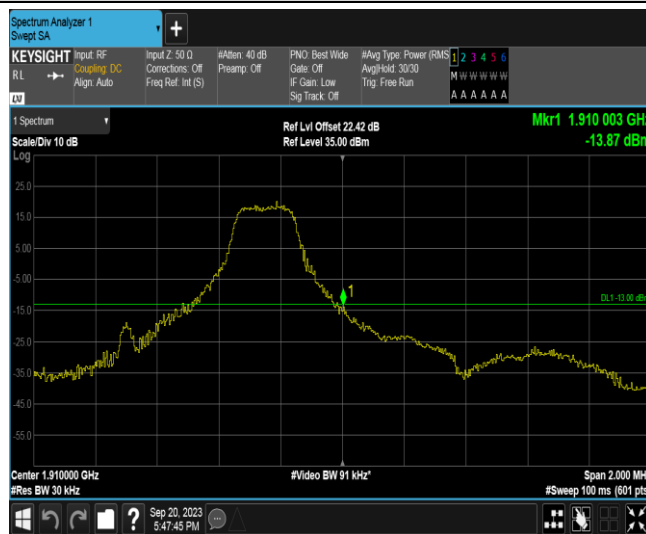 Spectrum Analyzer 1
Swept SA
+
KEYSIGHT
RL
LXI
Input: RF
Coupling: DC
Align: Auto
Input Z: 50 Ω
Corrections: Off
Freq Ref: Int (S)
#Atten: 40 dB
Preamp: Off
PNO: Best Wide
Gate: Off
IF Gain: Low
Sig Track: Off
#Avg Type: Power (RMS
Avg|Hold: 30/30
Trig: Free Run
1 2 3 4 5 6
M W W W W W
A A A A A A
1 Spectrum
Scale/Div 10 dB
Log
Ref Lvl Offset 22.42 dB
Ref Level 35.00 dBm
Mkr1 1.910 003 GHz
-13.87 dBm
25.0
15.0
5.00
-5.00
-15.0
-25.0
-35.0
-45.0
-55.0
1
DL1 -13.00 dBr
Center 1.910000 GHz
#Res BW 30 kHz
#Video BW 91 kHz*
Span 2.000 MH
#Sweep 100 ms (601 pts
?
Sep 20, 2023
5:47:45 PM